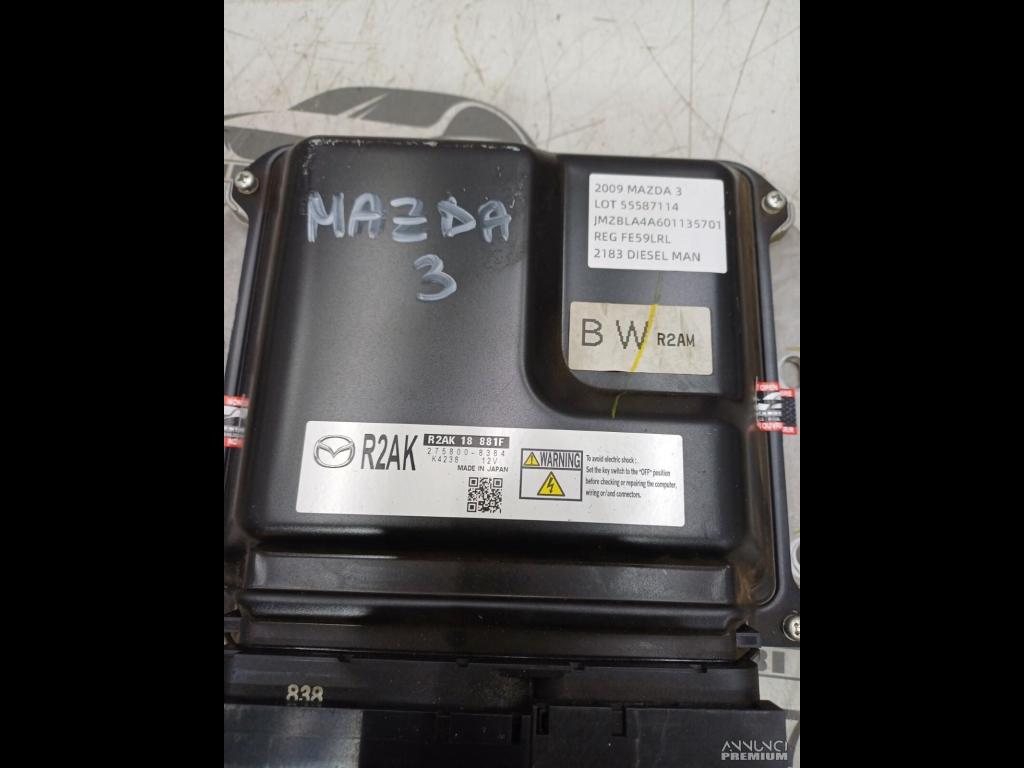 2009 MAZDA 3
LOT 55587114
JMZBLA4A601135701
REG FE59LRL
2183 DIESEL MAN
MAZDA
3
B W R2AM
R2AK
R2AK 18 881F
275800-8384
K4238 12V
MADE IN JAPAN
WARNING
To avoid electric shock ;
Set the key switch to the "OFF" position
before checking or repairing the computer,
wiring or/and connectors.
838
ANNUNCI
PREMIUM